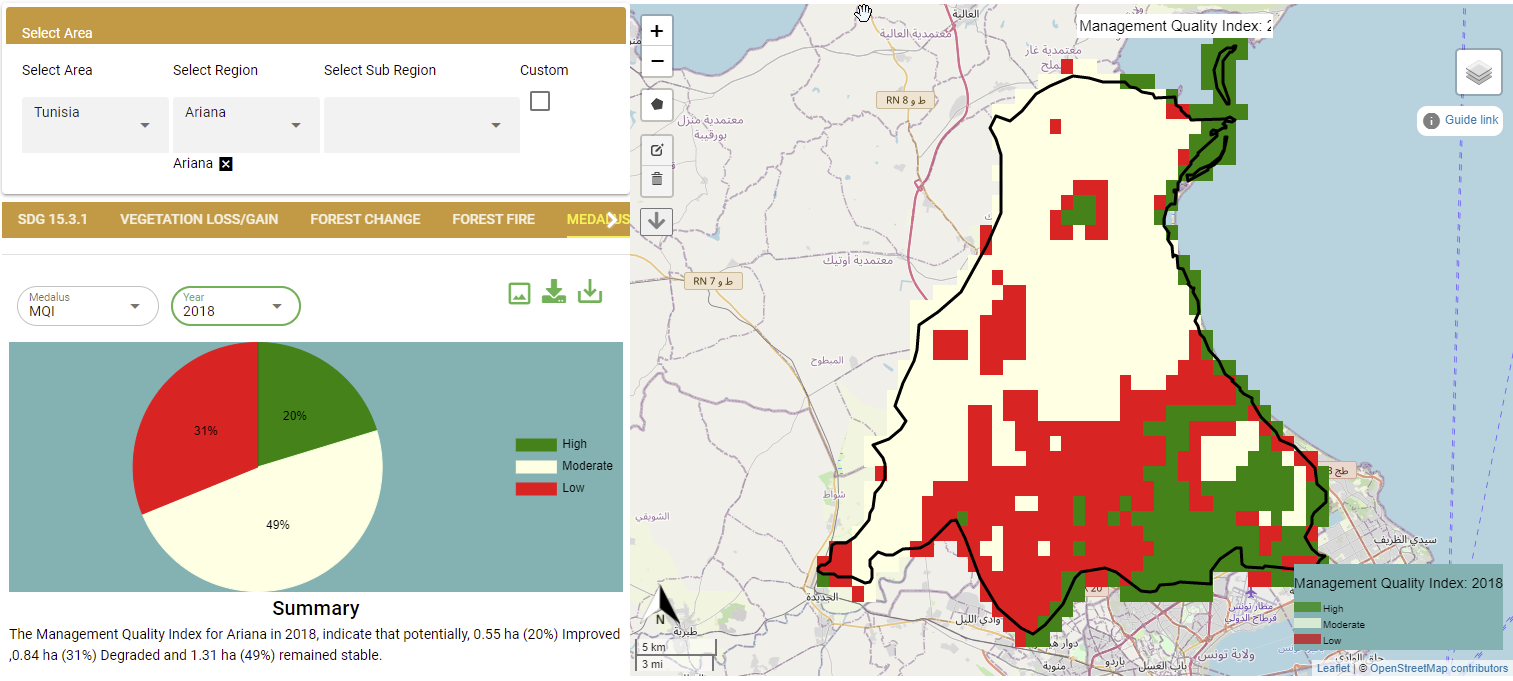 Select Area
Select Area
Select Region
Select Sub Region
Custom
Tunisia
Ariana
Ariana
SDG 15.3.1
VEGETATION LOSS/GAIN
FOREST CHANGE
FOREST FIRE
MEDALUS
Medalus
MQI
Year
2018
20%
31%
49%
High
Moderate
Low
Summary
The Management Quality Index for Ariana in 2018, indicate that potentially, 0.55 ha (20%) Improved
,0.84 ha (31%) Degraded and 1.31 ha (49%) remained stable.
+
−
Management Quality Index: 2
Guide link
العالية
معتمدية العالية
معتمدية غار
الملح
RN 8 ط و
معتمدية منزل
بورقيبة
معتمدية أوتيك
RN 7 ط و
المبطوح
شواط
الشويقي
الجديدة
طبربة
وادي الليل
منوبة
باردو
باب العسل
ولاية تونس
مطار تونس
قرطاج الدولي
سيدي الظريف
حلق الوادي
N
5 km
3 mi
Management Quality Index: 2018
High
Moderate
Low
Leaflet | © OpenStreetMap contributors